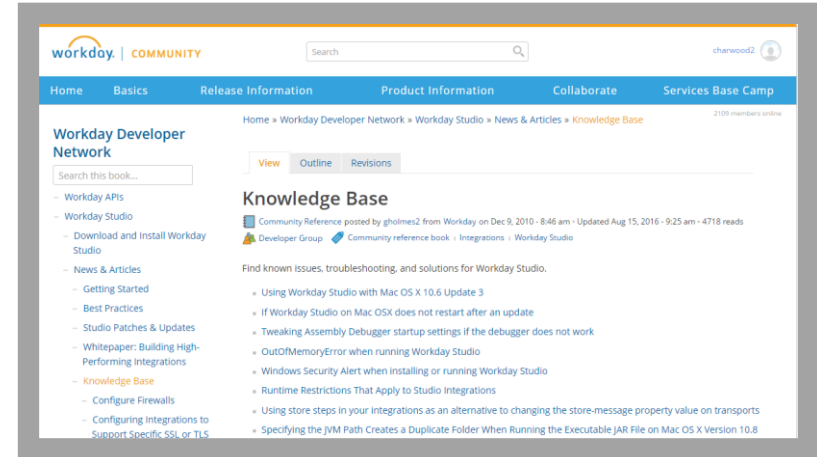 workday. | COMMUNITY
Search
charwood2
Home Basics Release Information Product Information Collaborate Services Base Camp
Home » Workday Developer Network » Workday Studio » News & Articles » Knowledge Base
2109 members online
Workday Developer
Network
Search this book...
– Workday APIs
– Workday Studio
– Download and Install Workday
Studio
– News & Articles
– Getting Started
– Best Practices
– Studio Patches & Updates
– Whitepaper: Building High-
Performing Integrations
– Knowledge Base
– Configure Firewalls
– Configuring Integrations to
Support Specific SSL or TLS
View Outline Revisions
Knowledge Base
Community Reference posted by gholmes2 from Workday on Dec 9, 2010 - 8:46 am - Updated Aug 15, 2016 - 9:25 am - 4718 reads
Developer Group Community reference book | Integrations | Workday Studio
Find known issues, troubleshooting, and solutions for Workday Studio.
Using Workday Studio with Mac OS X 10.6 Update 3
If Workday Studio on Mac OSX does not restart after an update
Tweaking Assembly Debugger startup settings if the debugger does not work
OutOfMemoryError when running Workday Studio
Windows Security Alert when installing or running Workday Studio
Runtime Restrictions That Apply to Studio Integrations
Using store steps in your integrations as an alternative to changing the store-message property value on transports
Specifying the JVM Path Creates a Duplicate Folder When Running the Executable JAR File on Mac OS X Version 10.8